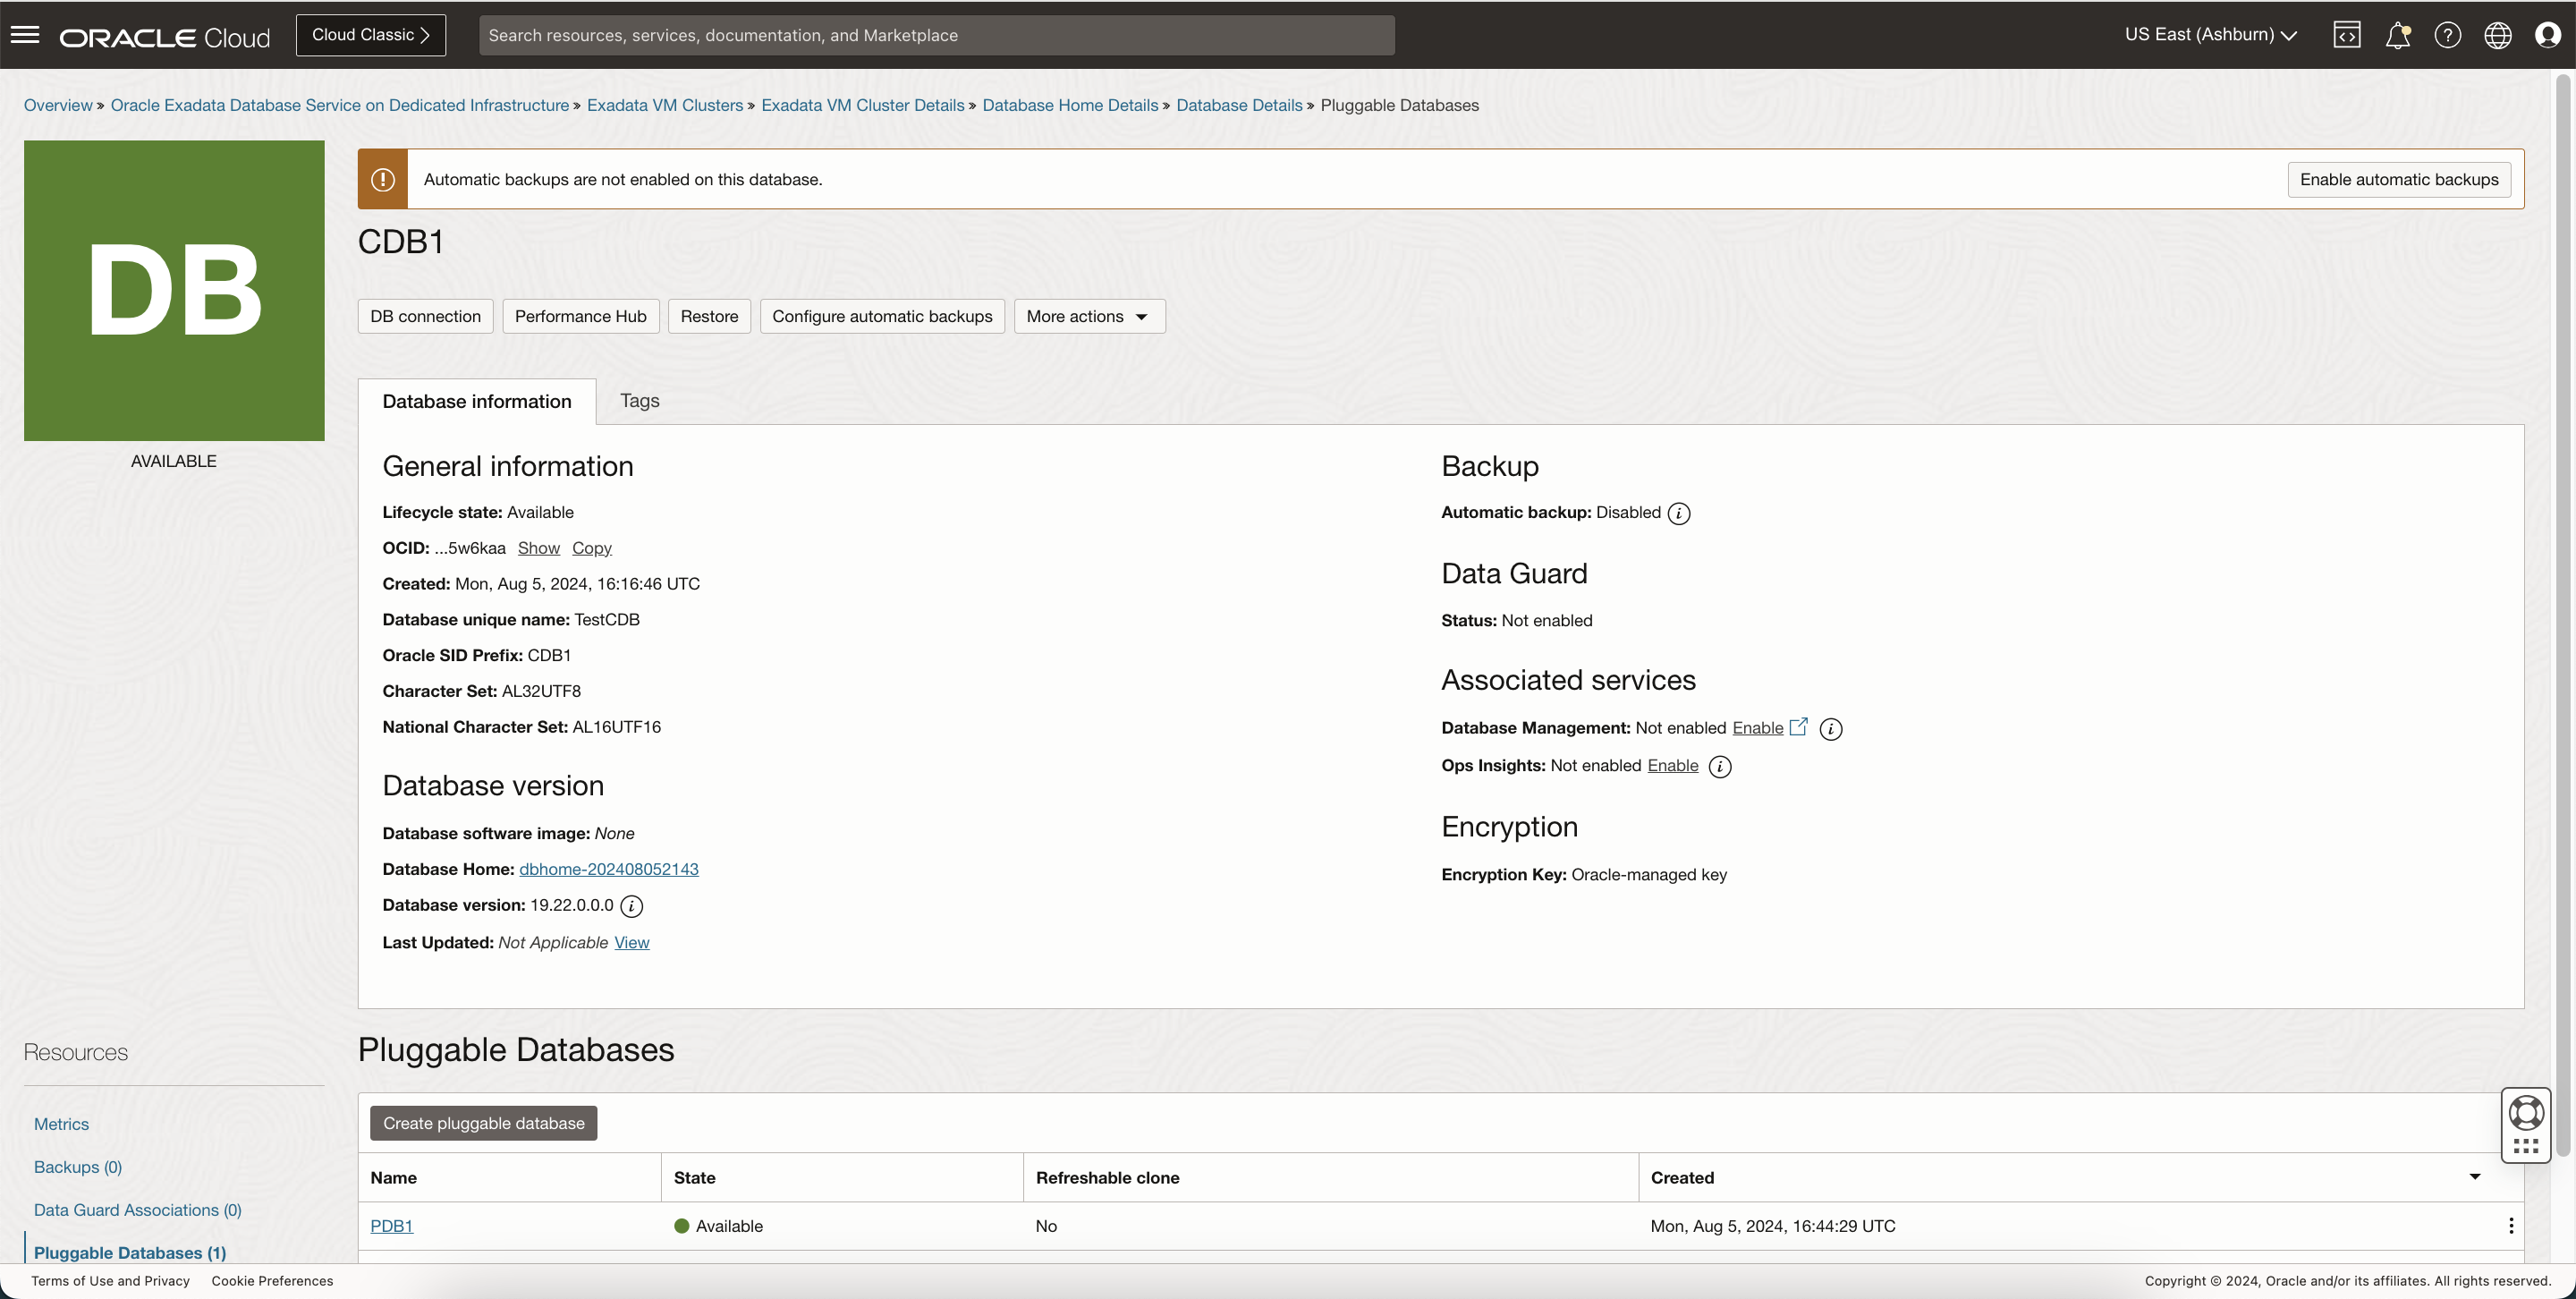 ORACLE Cloud
Cloud Classic
Search resources, services, documentation, and Marketplace
US East (Ashburn)
Overview » Oracle Exadata Database Service on Dedicated Infrastructure » Exadata VM Clusters » Exadata VM Cluster Details » Database Home Details » Database Details » Pluggable Databases
DB
AVAILABLE
Automatic backups are not enabled on this database.
Enable automatic backups
CDB1
DB connection
Performance Hub
Restore
Configure automatic backups
More actions
Database information
Tags
General information
Lifecycle state: Available
OCID: ...5w6kaa Show Copy
Created: Mon, Aug 5, 2024, 16:16:46 UTC
Database unique name: TestCDB
Oracle SID Prefix: CDB1
Character Set: AL32UTF8
National Character Set: AL16UTF16
Database version
Database software image: None
Database Home: dbhome-202408052143
Database version: 19.22.0.0.0
Last Updated: Not Applicable View
Backup
Automatic backup: Disabled
Data Guard
Status: Not enabled
Associated services
Database Management: Not enabled Enable
Ops Insights: Not enabled Enable
Encryption
Encryption Key: Oracle-managed key
Resources
Metrics
Backups (0)
Data Guard Associations (0)
Pluggable Databases (1)
Pluggable Databases
Create pluggable database
Name State Refreshable clone Created
PDB1 Available No Mon, Aug 5, 2024, 16:44:29 UTC
Terms of Use and Privacy Cookie Preferences
Copyright © 2024, Oracle and/or its affiliates. All rights reserved.